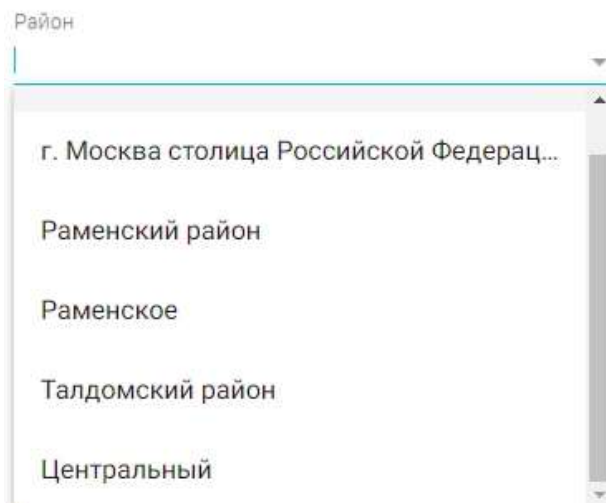 Район
г. Москва столица Российской Федерац...
Раменский район
Раменское
Талдомский район
Центральный